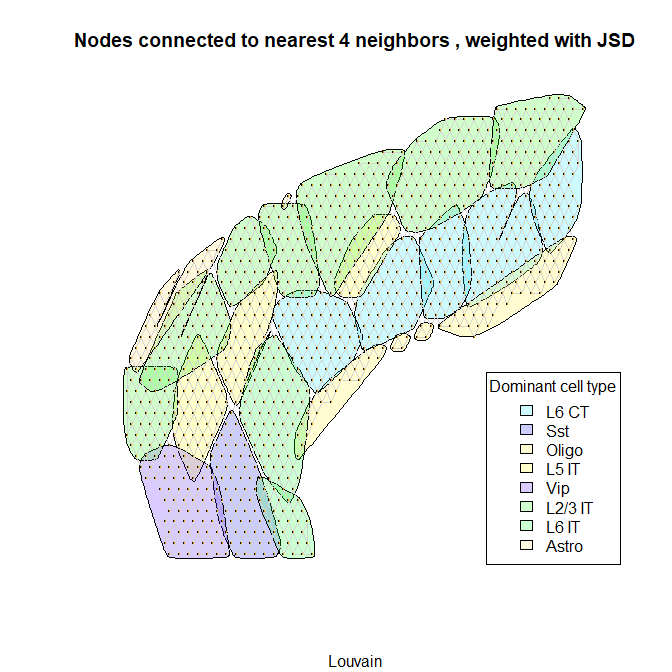 Nodes connected to nearest 4 neighbors , weighted with JSD
Dominant cell type
L6 CT
Sst
Oligo
L5 IT
Vip
L2/3 IT
L6 IT
Astro
Louvain